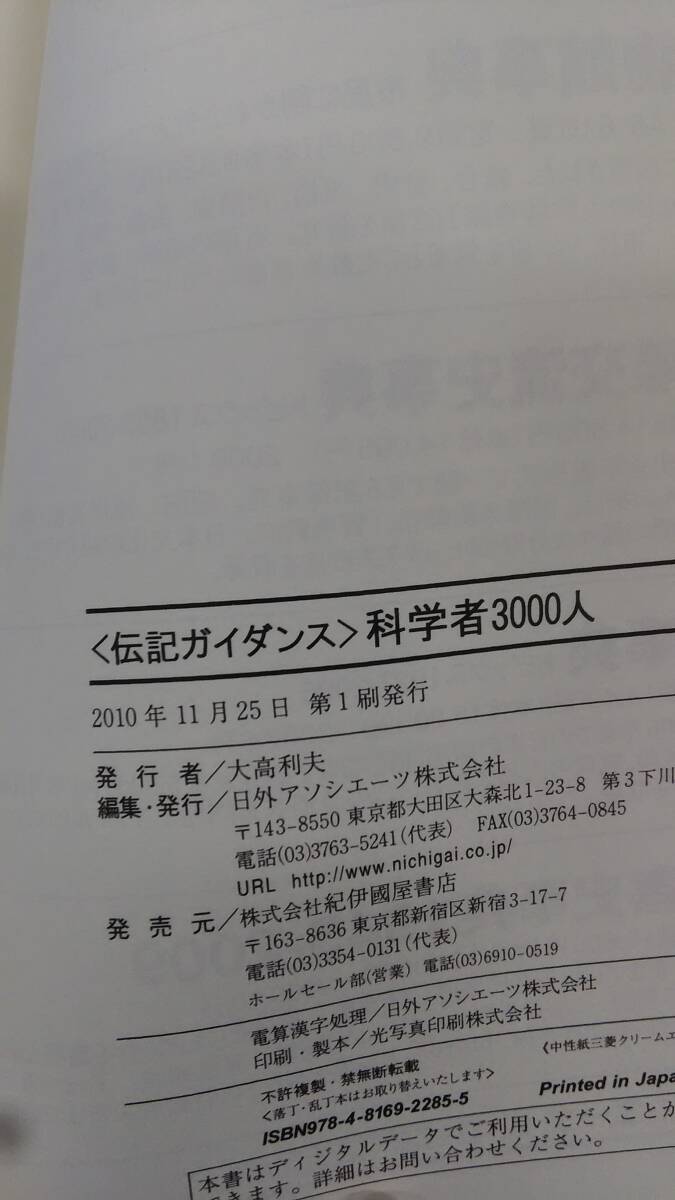 〈伝記ガイダンス〉科学者3000人
2010年11月25日 第1刷発行
発行者／大高利夫
編集・発行／日外アソシエーツ株式会社
〒143-8550 東京都大田区大森北1-23-8 第3下川
電話(03)3763-5241(代表) FAX(03)3764-0845
URL http://www.nichigai.co.jp/
発売元／株式会社紀伊國屋書店
〒163-8636 東京都新宿区新宿3-17-7
電話(03)3354-0131(代表)
ホールセール部(営業) 電話(03)6910-0519
電算漢字処理／日外アソシエーツ株式会社
印刷・製本／光写真印刷株式会社
不許複製・禁無断転載
《中性紙三菱クリームエ
<落丁・乱丁本はお取り替えいたします>
Printed in Japa
ISBN978-4-8169-2285-5
本書はディジタルデータでご利用いただくことが
できます。詳細はお問い合わせください。